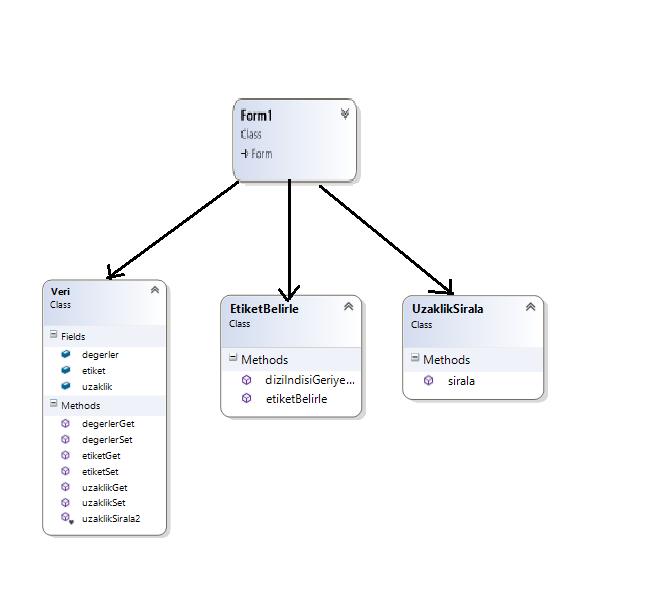 Form1
Class
Form
Veri
Class
Fields
degerler
etiket
uzaklik
Methods
degerlerGet
degerlerSet
etiketGet
etiketSet
uzaklikGet
uzaklikSet
uzaklikSirala2
EtiketBelirle
Class
Methods
diziIndisiGeriye...
etiketBelirle
UzaklikSirala
Class
Methods
sirala